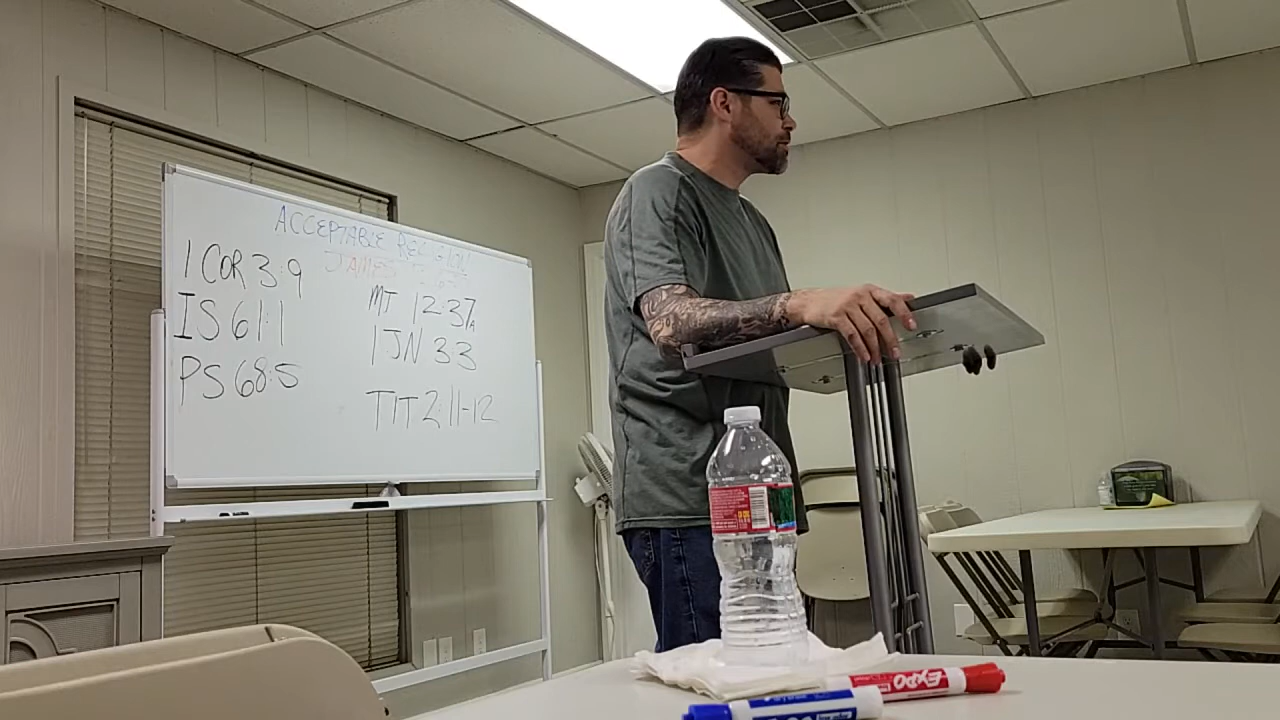 ACCEPTABLE RELIGION
JAMES
1 COR 3:9
IS 61:1
PS 68:5
MT 12:37A
1 JN 3:3
TIT 2:11-12
EXPO